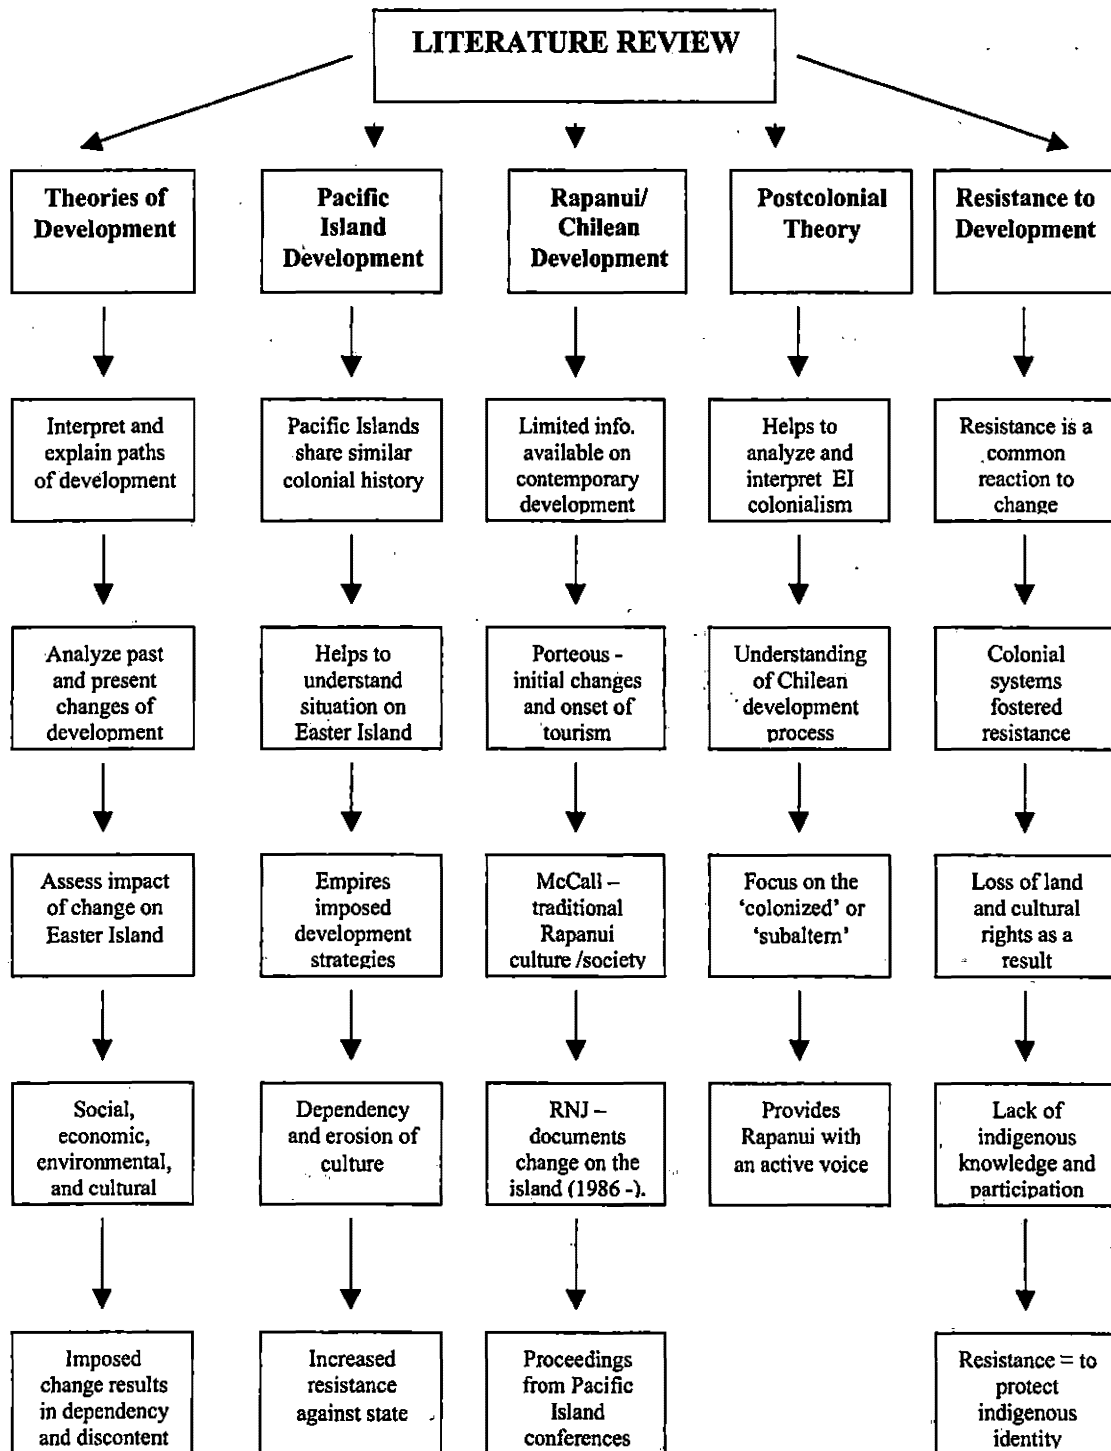 LITERATURE REVIEW
Theories of
Development
Pacific
Island
Development
Rapanui/
Chilean
Development
Postcolonial
Theory
Resistance to
Development
Interpret and
explain paths
of development
Pacific Islands
share similar
colonial history
Limited info.
available on
contemporary
development
Helps to
analyze and
interpret EI
colonialism
Resistance is a
common
reaction to
change
Analyze past
and present
changes of
development
Helps to
understand
situation on
Easter Island
Porteous -
initial changes
and onset of
tourism
Understanding
of Chilean
development
process
Colonial
systems
fostered
resistance
Assess impact
of change on
Easter Island
Empires
imposed
development
strategies
McCall –
traditional
Rapanui
culture /society
Focus on the
‘colonized’ or
‘subaltern’
Loss of land
and cultural
rights as a
result
Social,
economic,
environmental,
and cultural
Dependency
and erosion of
culture
RNJ –
documents
change on the
island (1986 -).
Provides
Rapanui with
an active voice
Lack of
indigenous
knowledge and
participation
Imposed
change results
in dependency
and discontent
Increased
resistance
against state
Proceedings
from Pacific
Island
conferences
Resistance = to
protect
indigenous
identity